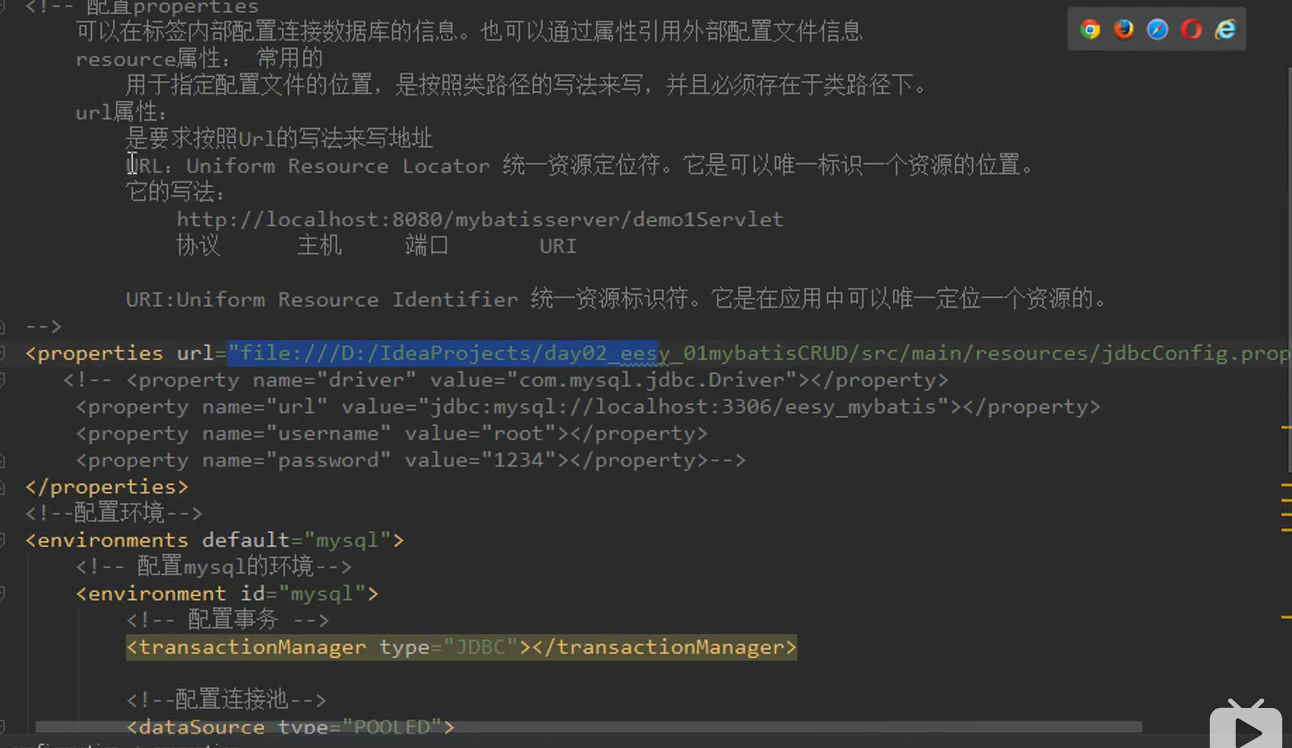 <!-- 配置properties
可以在标签内部配置连接数据库的信息。也可以通过属性引用外部配置文件信息
resource属性： 常用的
用于指定配置文件的位置，是按照类路径的写法来写，并且必须存在于类路径下。
url属性：
是要求按照Url的写法来写地址
URL：Uniform Resource Locator 统一资源定位符。它是可以唯一标识一个资源的位置。
它的写法：
http://localhost:8080/mybatisserver/demo1Servlet
协议 主机 端口 URI
URI:Uniform Resource Identifier 统一资源标识符。它是在应用中可以唯一定位一个资源的。
-->
<properties url="file:///D:/IdeaProjects/day02_eesy_01mybatisCRUD/src/main/resources/jdbcConfig.prop
<!-- <property name="driver" value="com.mysql.jdbc.Driver"></property>
<property name="url" value="jdbc:mysql://localhost:3306/eesy_mybatis"></property>
<property name="username" value="root"></property>
<property name="password" value="1234"></property>-->
</properties>
<!--配置环境-->
<environments default="mysql">
<!-- 配置mysql的环境-->
<environment id="mysql">
<!-- 配置事务 -->
<transactionManager type="JDBC"></transactionManager>
<!--配置连接池-->
<dataSource type="POOLED">